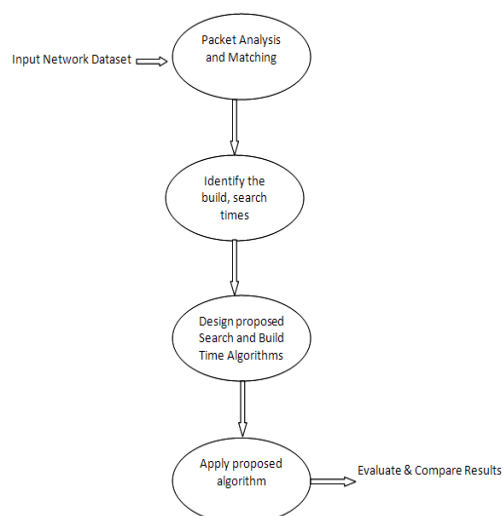 Input Network Dataset
Packet Analysis
and Matching
Identify the
build, search
times
Design proposed
Search and Build
Time Algorithms
Apply proposed
algorithm
Evaluate & Compare Results